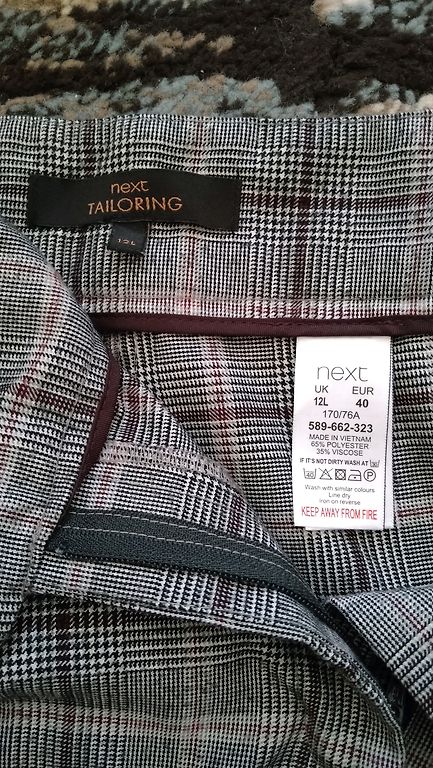 next
TAILORING
12L
next
UK EUR
12L 40
170/76A
589-662-323
MADE IN VIETNAM
65% POLYESTER
35% VISCOSE
IF IT'S NOT DIRTY WASH AT 30
40 P
Wash with similar colours
Line dry
Iron on reverse
KEEP AWAY FROM FIRE